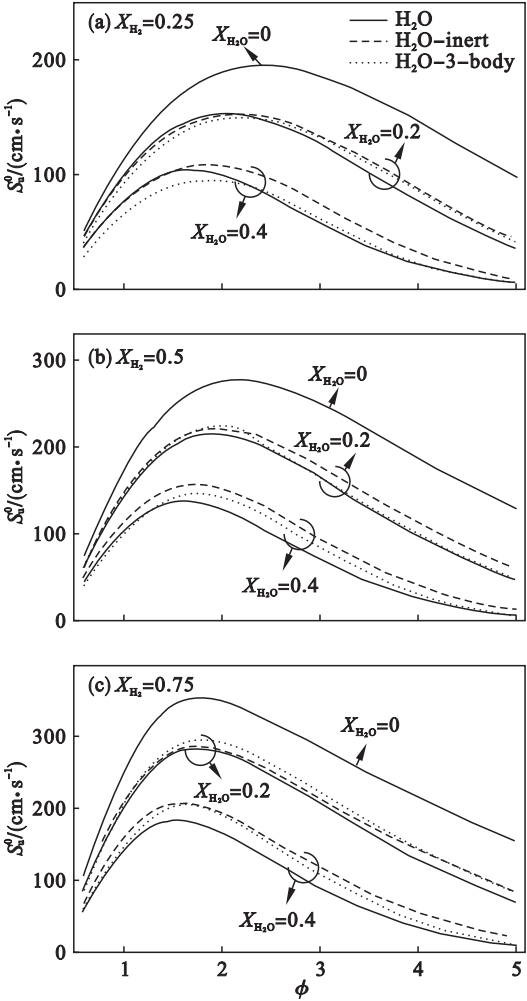 (a) X_H₂=0.25
X_H₂O=0
H₂O
H₂O-inert
H₂O-3-body
200
X_H₂O=0.2
100
X_H₂O=0.4
0
S_u^0/(cm·s⁻¹)
(b) X_H₂=0.5
300
X_H₂O=0
200
X_H₂O=0.2
100
X_H₂O=0.4
0
S_u^0/(cm·s⁻¹)
(c) X_H₂=0.75
300
X_H₂O=0
200
X_H₂O=0.2
100
X_H₂O=0.4
0
S_u^0/(cm·s⁻¹)
1 2 3 4 5
ϕ